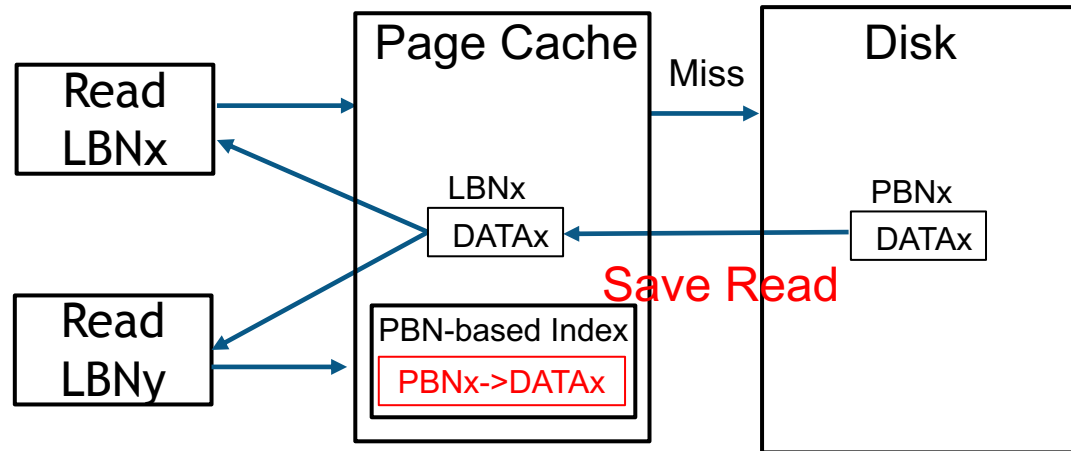 Page Cache
Disk
Read
LBNx
Miss
LBNx
DATAx
PBNx
DATAx
Save Read
Read
LBNy
PBN-based Index
PBNx->DATAx